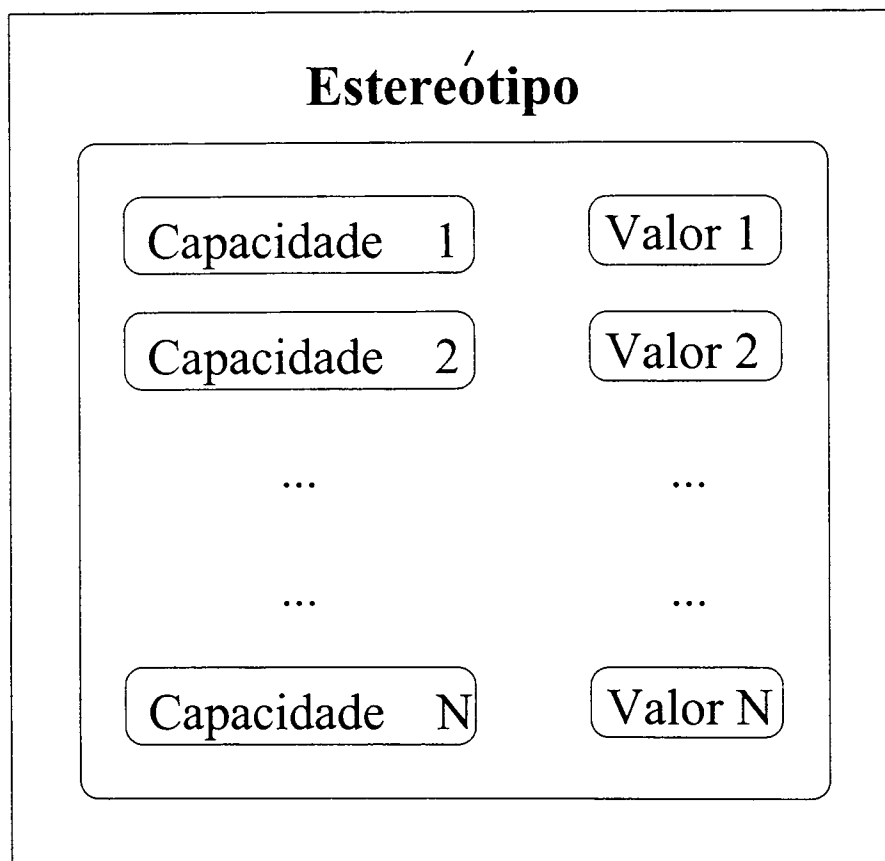 Estereótipo
Capacidade 1 Valor 1
Capacidade 2 Valor 2
... ...
... ...
Capacidade N Valor N